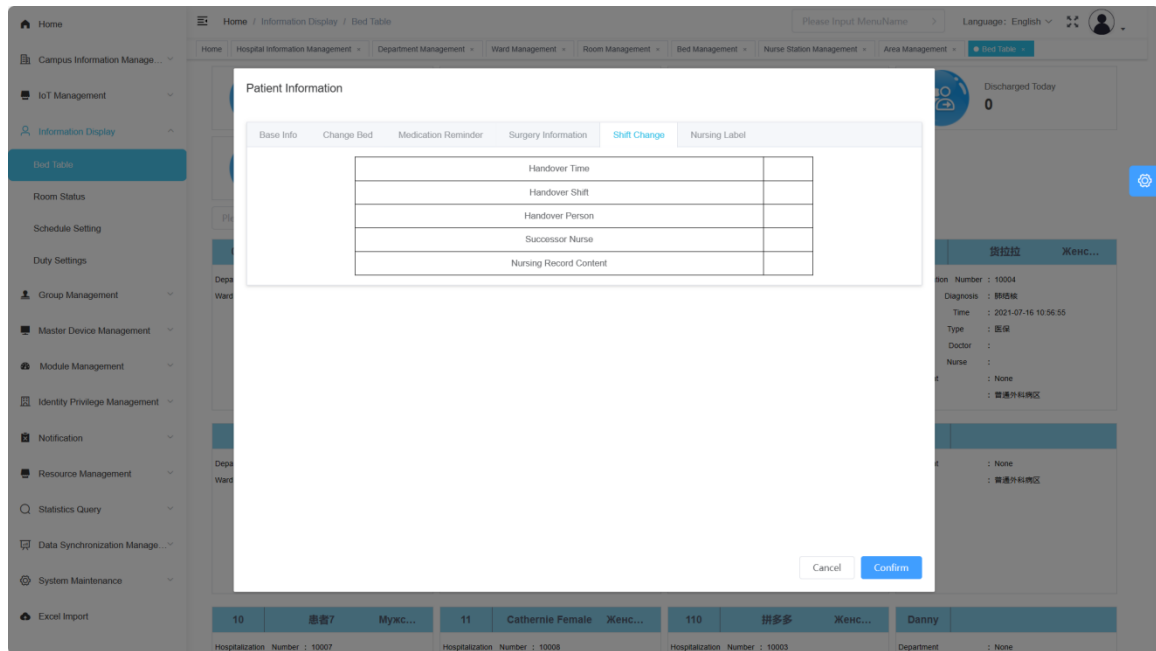 Home
Campus Information Manage...
IoT Management
Information Display
Bed Table
Room Status
Schedule Setting
Duty Settings
Group Management
Master Device Management
Module Management
Identity Privilege Management
Notification
Resource Management
Statistics Query
Data Synchronization Manage...
System Maintenance
Excel Import
Home / Information Display / Bed Table
Please Input MenuName
Language: English
Home Hospital Information Management × Department Management × Ward Management × Room Management × Bed Management × Nurse Station Management × Area Management × Bed Table ×
Discharged Today
0
Patient Information
Base Info Change Bed Medication Reminder Surgery Information Shift Change Nursing Label
Handover Time
Handover Shift
Handover Person
Successor Nurse
Nursing Record Content
Cancel Confirm
货拉拉 Женс...
Number : 10004
Diagnosis : 肺结核
Time : 2021-07-16 10:56:55
Type : 医保
Doctor :
Nurse :
: None
: 普通外科病区
: None
: 普通外科病区
10 患者7 Мужс... 11 Cathernie Female Женс... 110 拼多多 Женс... Danny
Hospitalization Number : 10007 Hospitalization Number : 10008 Hospitalization Number : 10003 Department : None